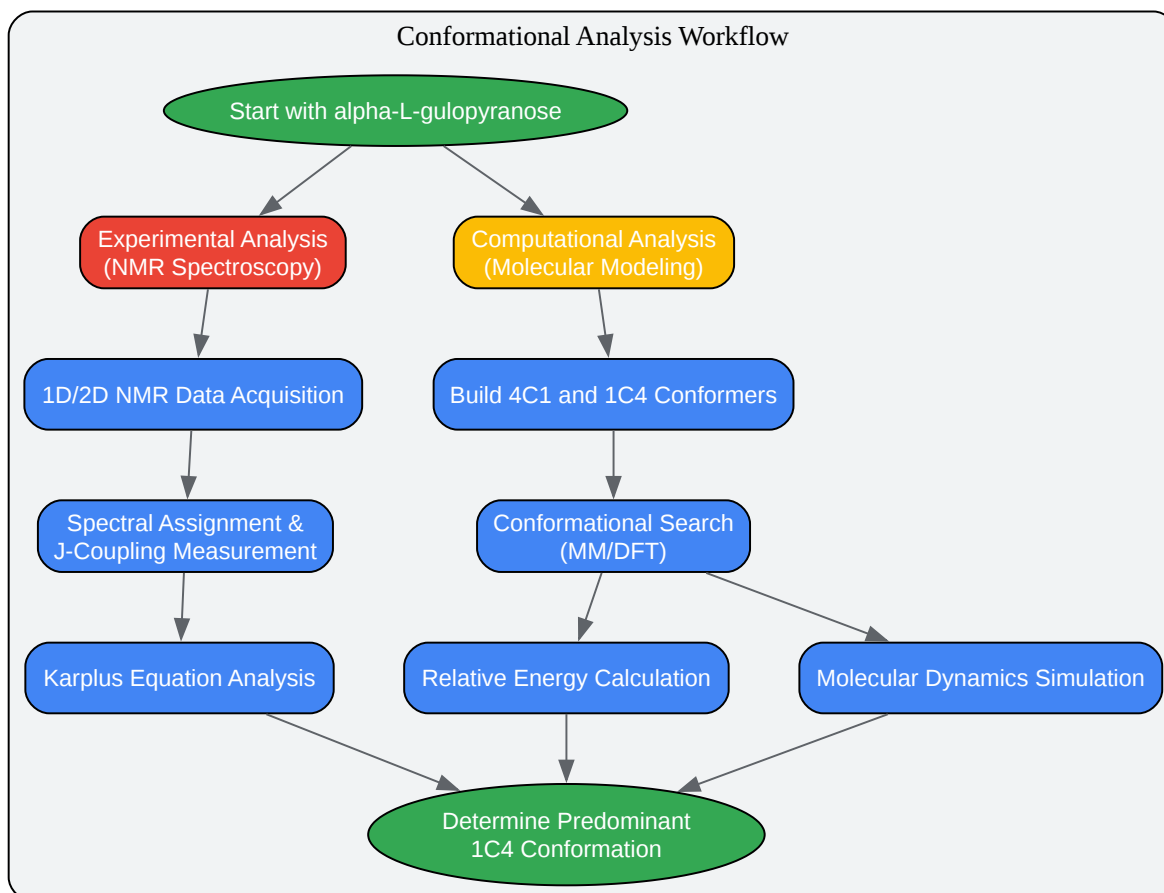 Conformational Analysis Workflow
Start with alpha-L-gulopyranose
Experimental Analysis
(NMR Spectroscopy)
Computational Analysis
(Molecular Modeling)
1D/2D NMR Data Acquisition
Build 4C1 and 1C4 Conformers
Spectral Assignment &
J-Coupling Measurement
Conformational Search
(MM/DFT)
Karplus Equation Analysis
Relative Energy Calculation
Molecular Dynamics Simulation
Determine Predominant
1C4 Conformation